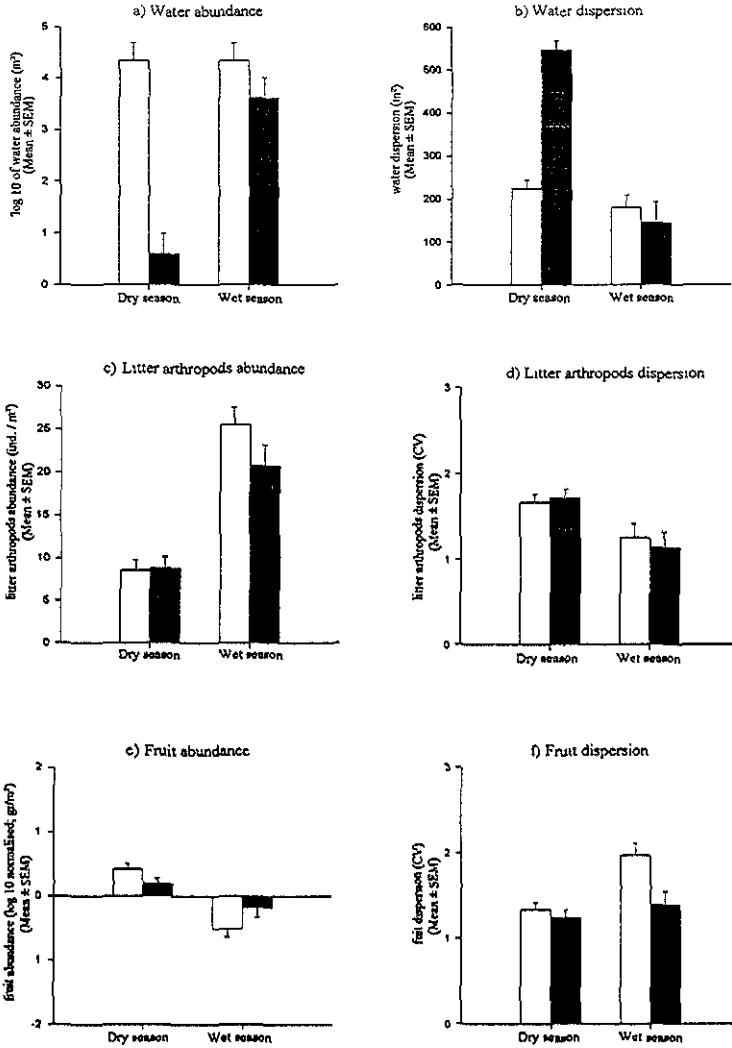 a) Water abundance
log 10 of water abundance (m²)
(Mean ± SEM)
5
4
3
2
1
0
Dry season
Wet season
b) Water dispersion
water dispersion (m²)
(Mean ± SEM)
600
500
400
300
200
100
0
Dry season
Wet season
c) Litter arthropods abundance
litter arthropods abundance (ind. / m²)
(Mean ± SEM)
30
25
20
15
10
5
0
Dry season
Wet season
d) Litter arthropods dispersion
litter arthropods dispersion (CV)
(Mean ± SEM)
3
2
1
0
Dry season
Wet season
e) Fruit abundance
fruit abundance (log 10 normalised; gr/m²)
(Mean ± SEM)
2
1
0
1
-2
Dry season
Wet season
f) Fruit dispersion
fruit dispersion (CV)
(Mean ± SEM)
3
2
1
0
Dry season
Wet season